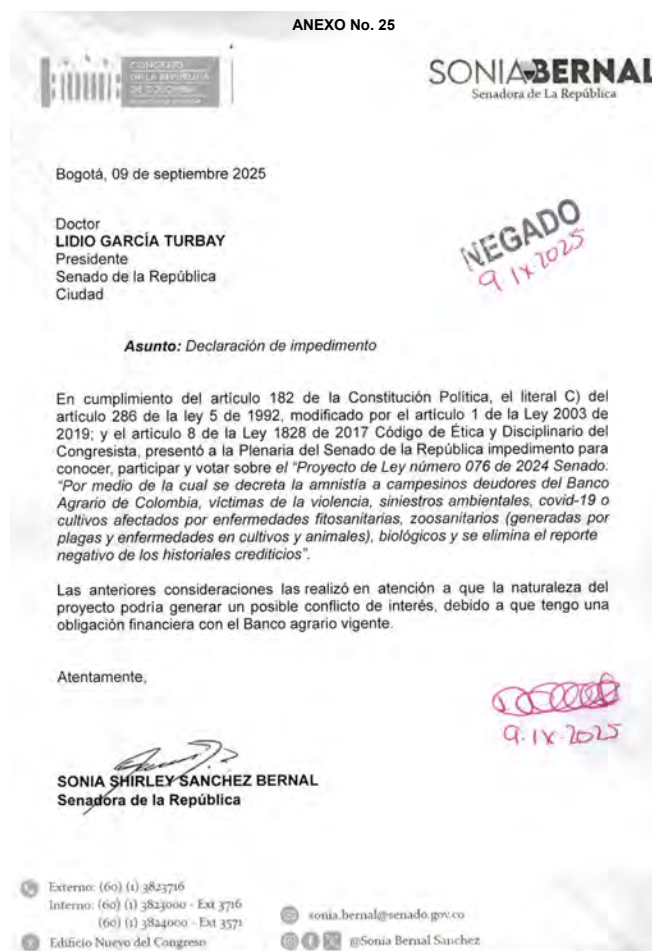 ANEXO No. 25
CONGRESO
DE LA REPÚBLICA
DE COLOMBIA
SONIA BERNAL
Senadora de La República
Bogotá, 09 de septiembre 2025
Doctor
LIDIO GARCÍA TURBAY
Presidente
Senado de la República
Ciudad
NEGADO
9 IX 2025
Asunto: Declaración de impedimento
En cumplimiento del artículo 182 de la Constitución Política, el literal C) del
artículo 286 de la ley 5 de 1992, modificado por el artículo 1 de la Ley 2003 de
2019; y el artículo 8 de la Ley 1828 de 2017 Código de Ética y Disciplinario del
Congresista, presentó a la Plenaria del Senado de la República impedimento para
conocer, participar y votar sobre el "Proyecto de Ley número 076 de 2024 Senado:
"Por medio de la cual se decreta la amnistía a campesinos deudores del Banco
Agrario de Colombia, víctimas de la violencia, siniestros ambientales, covid-19 o
cultivos afectados por enfermedades fitosanitarias, zoosanitarios (generadas por
plagas y enfermedades en cultivos y animales), biológicos y se elimina el reporte
negativo de los historiales crediticios".
Las anteriores consideraciones las realizó en atención a que la naturaleza del
proyecto podría generar un posible conflicto de interés, debido a que tengo una
obligación financiera con el Banco agrario vigente.
Atentamente,
9-IX-2025
SONIA SHIRLEY SANCHEZ BERNAL
Senadora de la República
Externo: (60) (1) 3823716
Interno: (60) (1) 3823000 - Ext 3716
(60) (1) 3824000 - Ext 3571
Edificio Nuevo del Congreso
sonia.bernal@senado.gov.co
@Sonia Bernal Sanchez